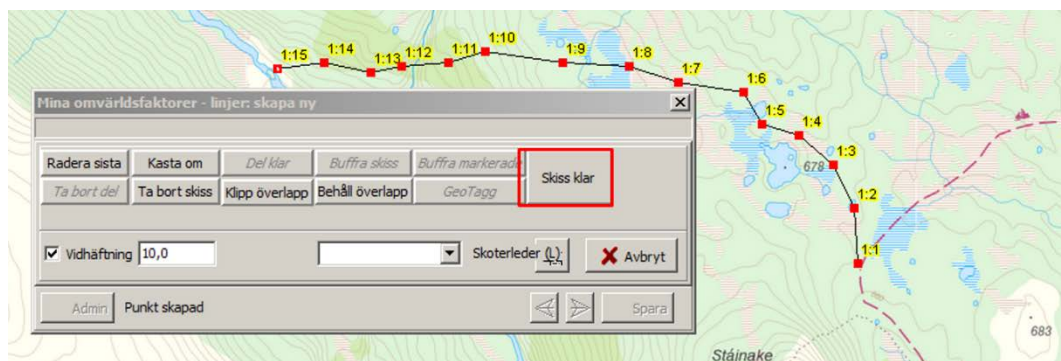 1:15
1:14
1:13
1:12
1:11
1:10
1:9
1:8
1:7
1:6
1:5
1:4
1:3
1:2
1:1
678
683
Stáinake
Mina omvärldsfaktorer - linjer: skapa ny
Radera sista Kasta om Del klar Buffra skiss Buffra markerade Skiss klar
Ta bort del Ta bort skiss Klipp överlapp Behåll överlapp GeoTagg
Vidhäftning 10,0 Skoterleder (L) Avbryt
Admin Punkt skapad Spara